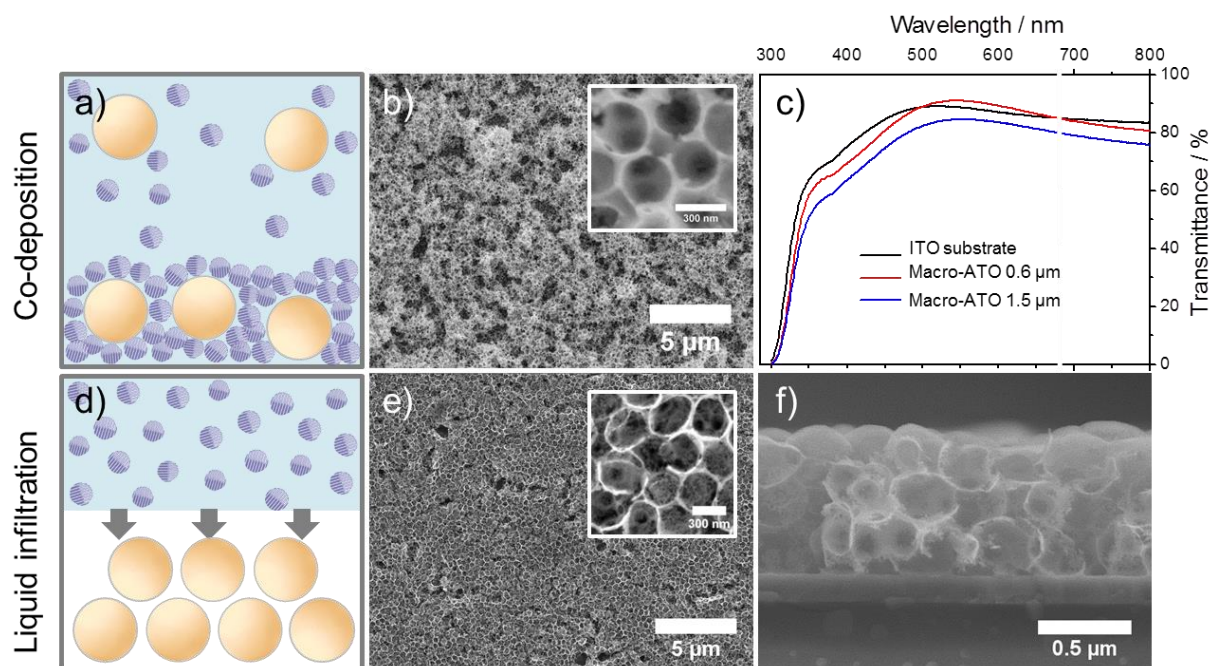 Co-deposition
a)
b)
300 nm
5 µm
Wavelength / nm
300 400 500 600 700 800
c)
100
80
60
40
20
0
Transmittance / %
ITO substrate
Macro-ATO 0.6 µm
Macro-ATO 1.5 µm
Liquid infiltration
d)
e)
300 nm
5 µm
f)
0.5 µm